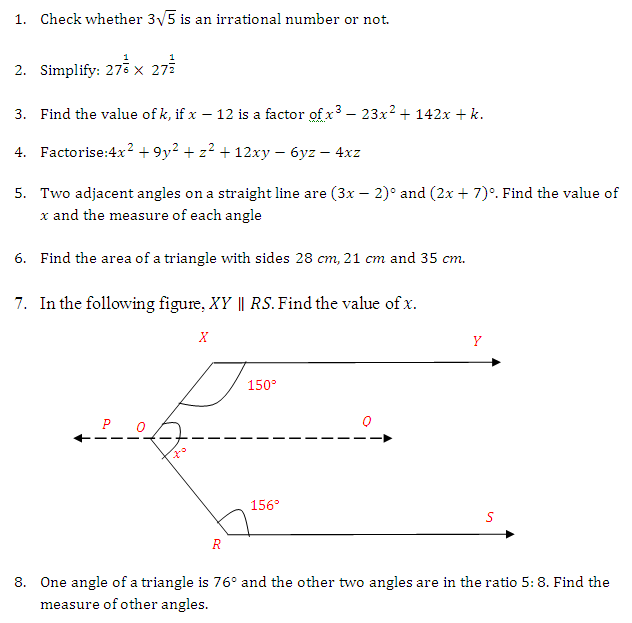 1. Check whether 3√5 is an irrational number or not.
2. Simplify: 27^(1/6) × 27^(1/2)
3. Find the value of k, if x − 12 is a factor of x³ − 23x² + 142x + k.
4. Factorise:4x² + 9y² + z² + 12xy − 6yz − 4xz
5. Two adjacent angles on a straight line are (3x − 2)° and (2x + 7)°. Find the value of
x and the measure of each angle
6. Find the area of a triangle with sides 28 cm, 21 cm and 35 cm.
7. In the following figure, XY ∥ RS. Find the value of x.
X Y
150°
P O Q
x°
156°
S
R
8. One angle of a triangle is 76° and the other two angles are in the ratio 5: 8. Find the
measure of other angles.